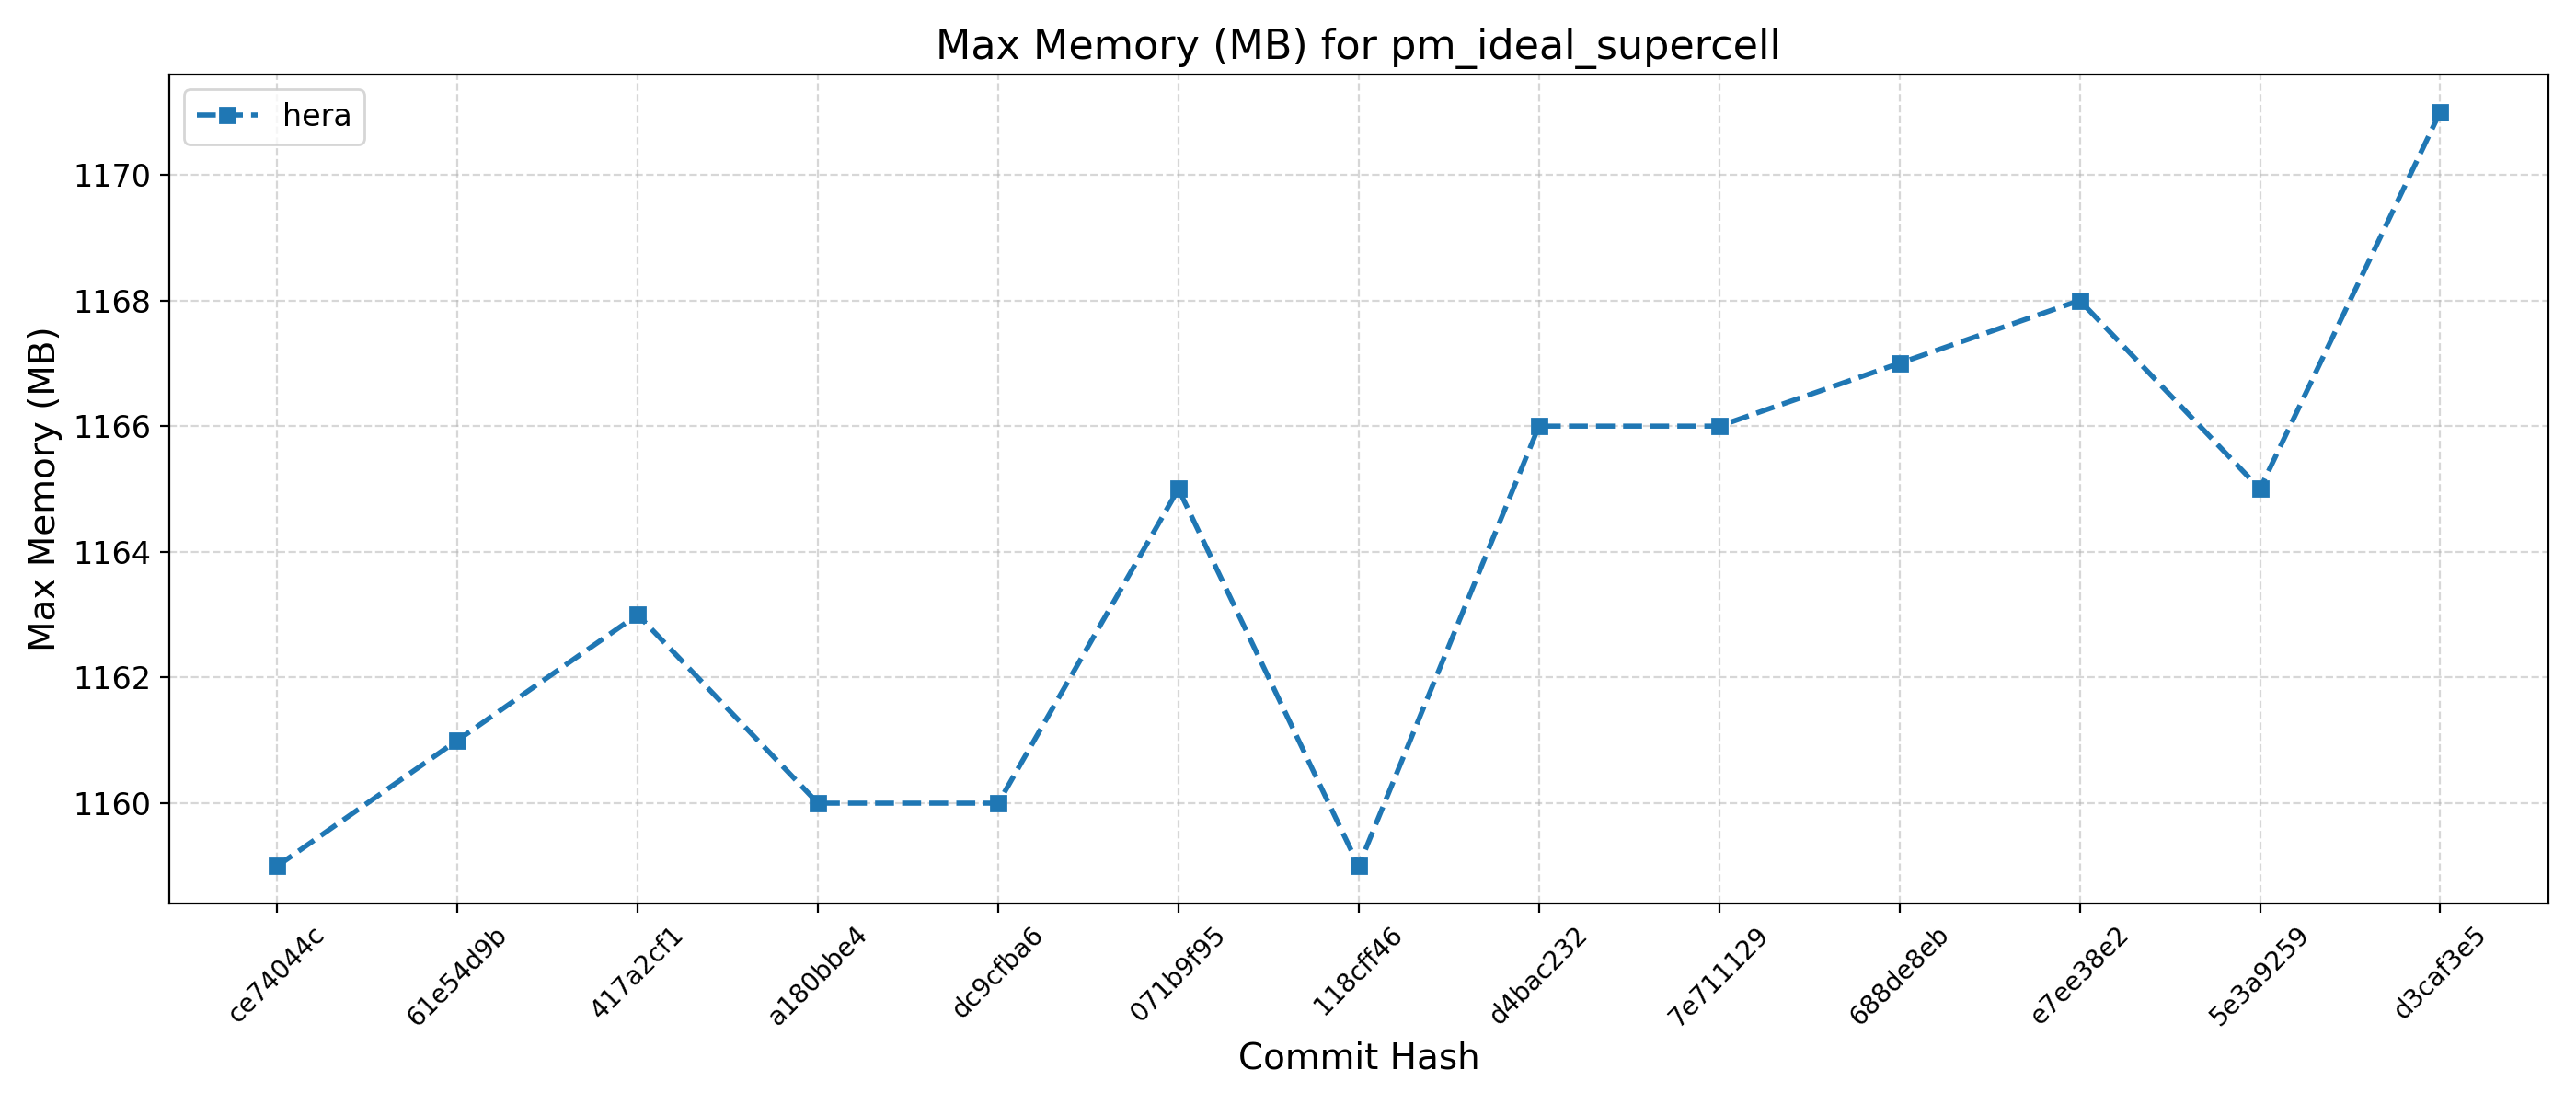 Max Memory (MB) for pm_ideal_supercell
hera
Max Memory (MB)
1170
1168
1166
1164
1162
1160
ce74044c
61e54d9b
417a2cf1
a180bbe4
dc9cfba6
071b9f95
118cff46
d4bac232
7e711129
688de8eb
e7ee38e2
5e3a9259
d3caf3e5
Commit Hash